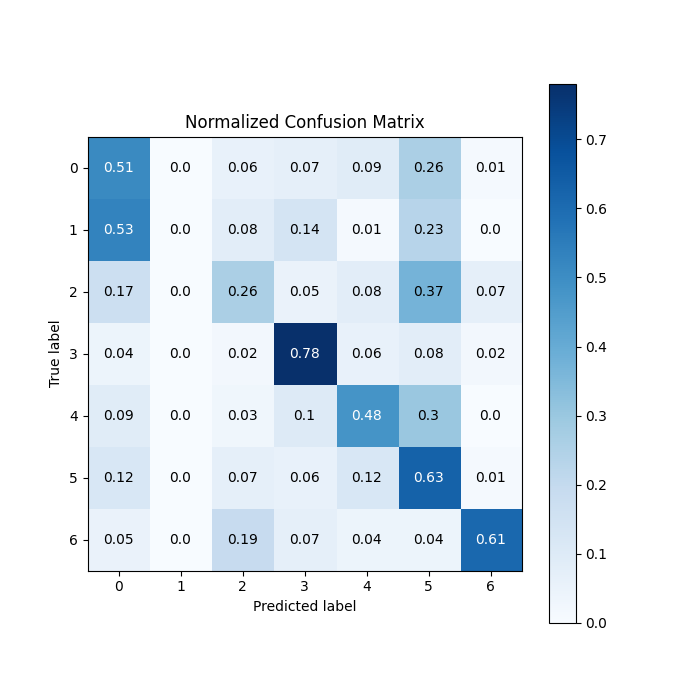 Normalized Confusion Matrix
0 0.51 0.0 0.06 0.07 0.09 0.26 0.01
1 0.53 0.0 0.08 0.14 0.01 0.23 0.0
2 0.17 0.0 0.26 0.05 0.08 0.37 0.07
3 0.04 0.0 0.02 0.78 0.06 0.08 0.02
4 0.09 0.0 0.03 0.1 0.48 0.3 0.0
5 0.12 0.0 0.07 0.06 0.12 0.63 0.01
6 0.05 0.0 0.19 0.07 0.04 0.04 0.61
0 1 2 3 4 5 6
Predicted label
True label
0.7
0.6
0.5
0.4
0.3
0.2
0.1
0.0